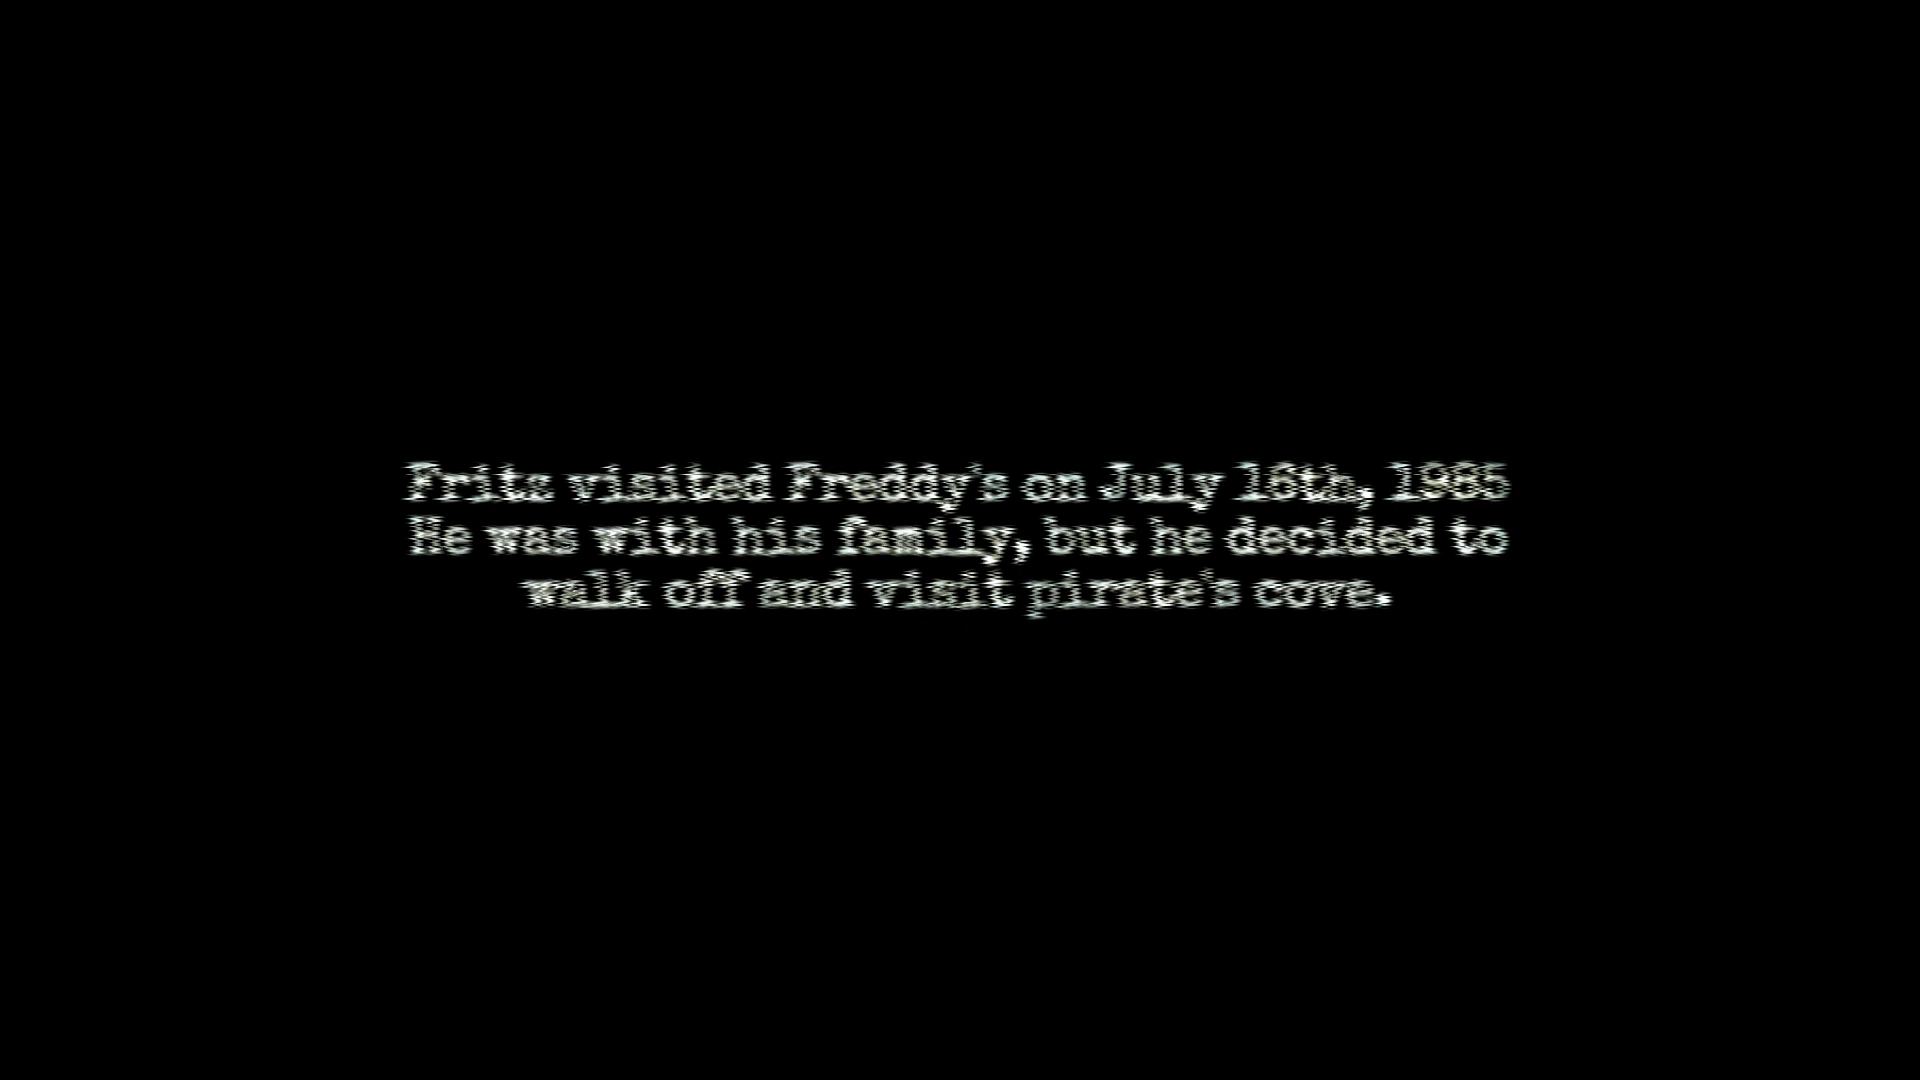 Fritz visited Freddy's on July 16th, 1985
He was with his family, but he decided to
walk off and visit pirate's cove.